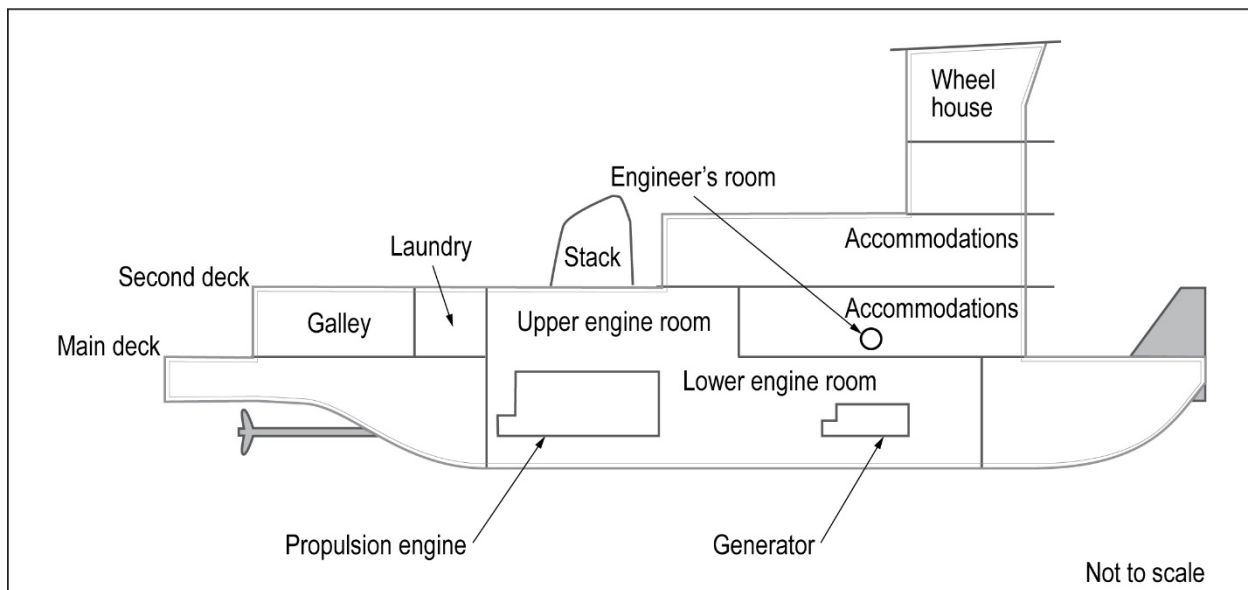 Wheel
house
Engineer's room
Accommodations
Laundry
Stack
Second deck
Accommodations
Galley
Upper engine room
Main deck
Lower engine room
Propulsion engine
Generator
Not to scale